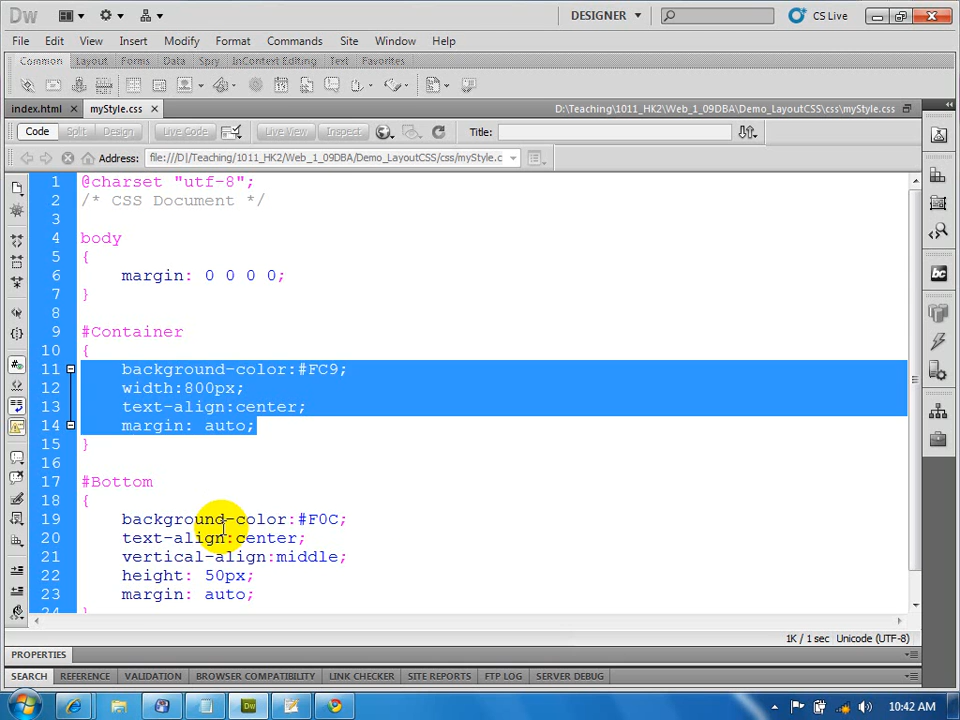 Dw DESIGNER CS Live
File Edit View Insert Modify Format Commands Site Window Help
Common Layout Forms Data Spry InContext Editing Text Favorites
index.html myStyle.css D:\Teaching\1011_HK2\Web_1_09DBA\Demo_LayoutCSS\css\myStyle.css
Code Split Design Live Code Live View Inspect Title:
Address: file:///D|/Teaching/1011_HK2/Web_1_09DBA/Demo_LayoutCSS/css/myStyle.c
1 @charset "utf-8";
2 /* CSS Document */
3
4 body
5 {
6 margin: 0 0 0 0;
7 }
8
9 #Container
10 {
11 background-color:#FC9;
12 width:800px;
13 text-align:center;
14 margin: auto;
15 }
16
17 #Bottom
18 {
19 background-color:#F0C;
20 text-align:center;
21 vertical-align:middle;
22 height: 50px;
23 margin: auto;
24 }
1K / 1 sec Unicode (UTF-8)
PROPERTIES
SEARCH REFERENCE VALIDATION BROWSER COMPATIBILITY LINK CHECKER SITE REPORTS FTP LOG SERVER DEBUG
10:42 AM